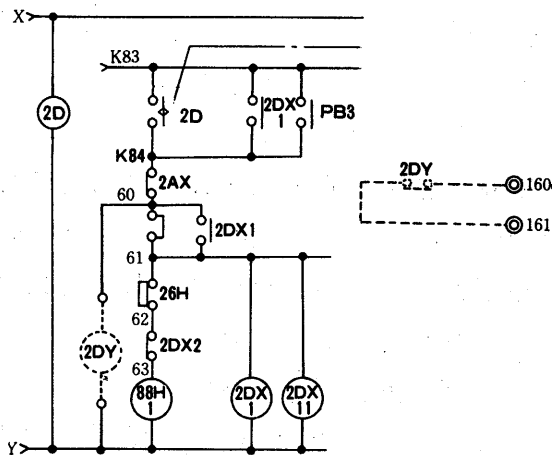 X
K83
2D
2D
2DX
1
PB3
K84
2AX
60
2DX1
61
26H
62
2DX2
63
2DY
88H
1
2DX
1
2DX
11
Y
2DY
160
161